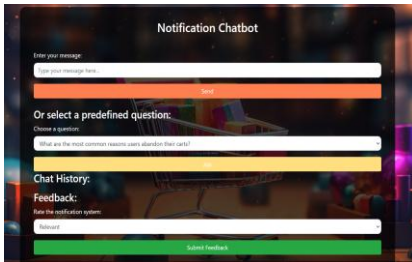 Notification Chatbot
Enter your message:
Type your message here...
Send
Or select a predefined question:
Choose a question:
What are the most common reasons users abandon their carts?
Chat History:
Feedback:
Rate the notification system:
Relevant
Submit Feedback